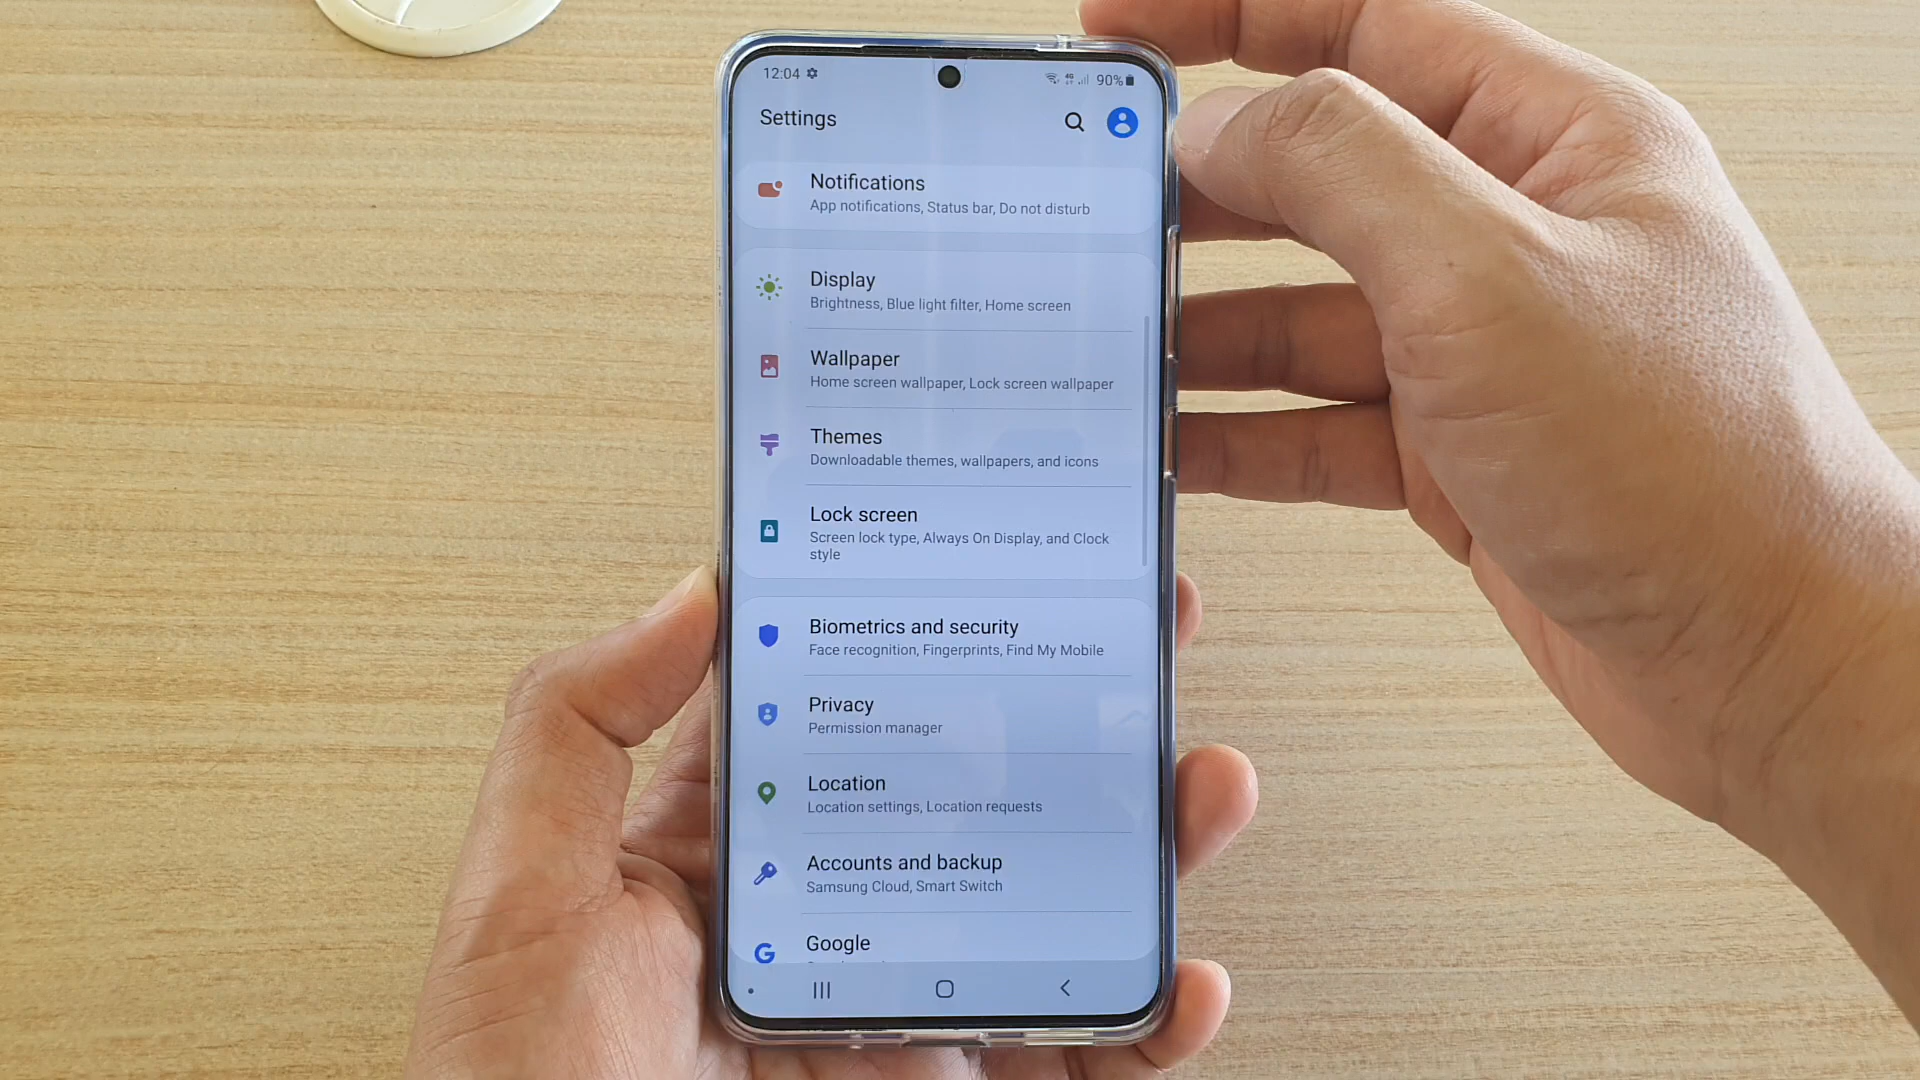 12:04
4G
90%
Settings
Notifications
App notifications, Status bar, Do not disturb
Display
Brightness, Blue light filter, Home screen
Wallpaper
Home screen wallpaper, Lock screen wallpaper
Themes
Downloadable themes, wallpapers, and icons
Lock screen
Screen lock type, Always On Display, and Clock
style
Biometrics and security
Face recognition, Fingerprints, Find My Mobile
Privacy
Permission manager
Location
Location settings, Location requests
Accounts and backup
Samsung Cloud, Smart Switch
Google